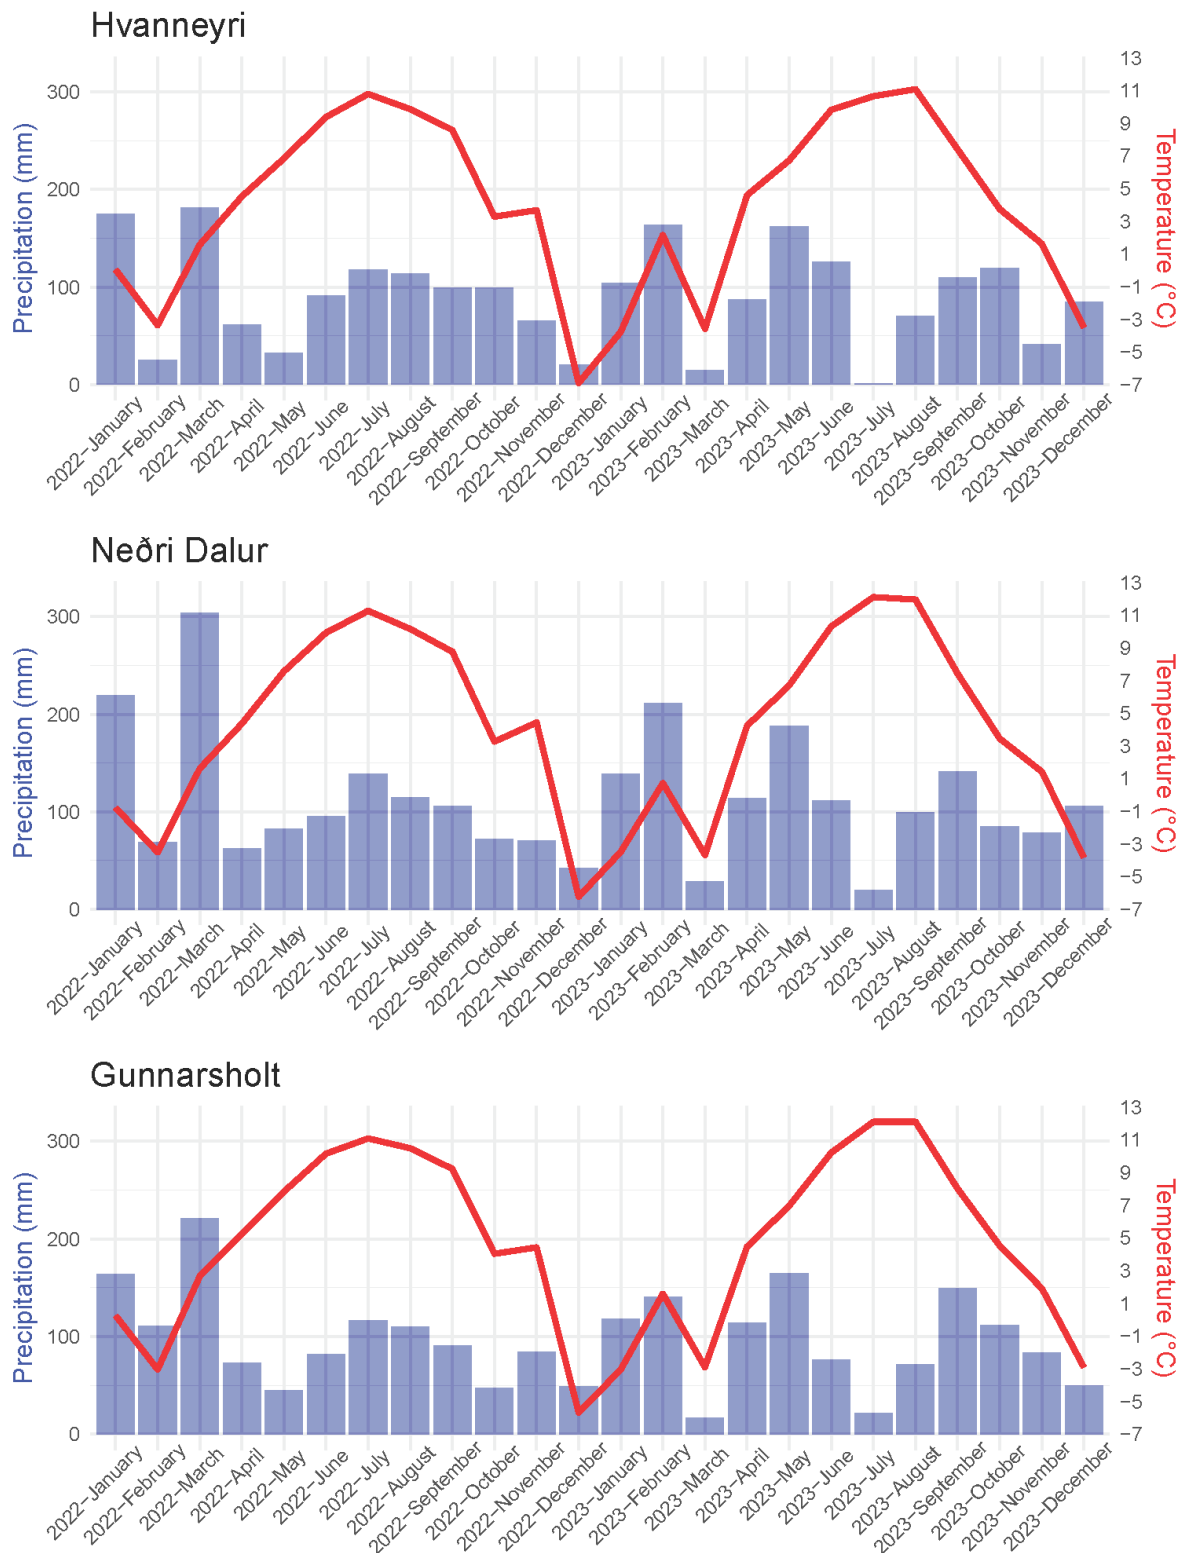 Hvanneyri
Precipitation (mm)
300
200
100
0
13
11
9
7
5
3
1
−1
−3
−5
−7
Temperature (°C)
2022−January
2022−February
2022−March
2022−April
2022−May
2022−June
2022−July
2022−August
2022−September
2022−October
2022−November
2022−December
2023−January
2023−February
2023−March
2023−April
2023−May
2023−June
2023−July
2023−August
2023−September
2023−October
2023−November
2023−December
Neðri Dalur
Precipitation (mm)
300
200
100
0
13
11
9
7
5
3
1
−1
−3
−5
−7
Temperature (°C)
2022−January
2022−February
2022−March
2022−April
2022−May
2022−June
2022−July
2022−August
2022−September
2022−October
2022−November
2022−December
2023−January
2023−February
2023−March
2023−April
2023−May
2023−June
2023−July
2023−August
2023−September
2023−October
2023−November
2023−December
Gunnarsholt
Precipitation (mm)
300
200
100
0
13
11
9
7
5
3
1
−1
−3
−5
−7
Temperature (°C)
2022−January
2022−February
2022−March
2022−April
2022−May
2022−June
2022−July
2022−August
2022−September
2022−October
2022−November
2022−December
2023−January
2023−February
2023−March
2023−April
2023−May
2023−June
2023−July
2023−August
2023−September
2023−October
2023−November
2023−December